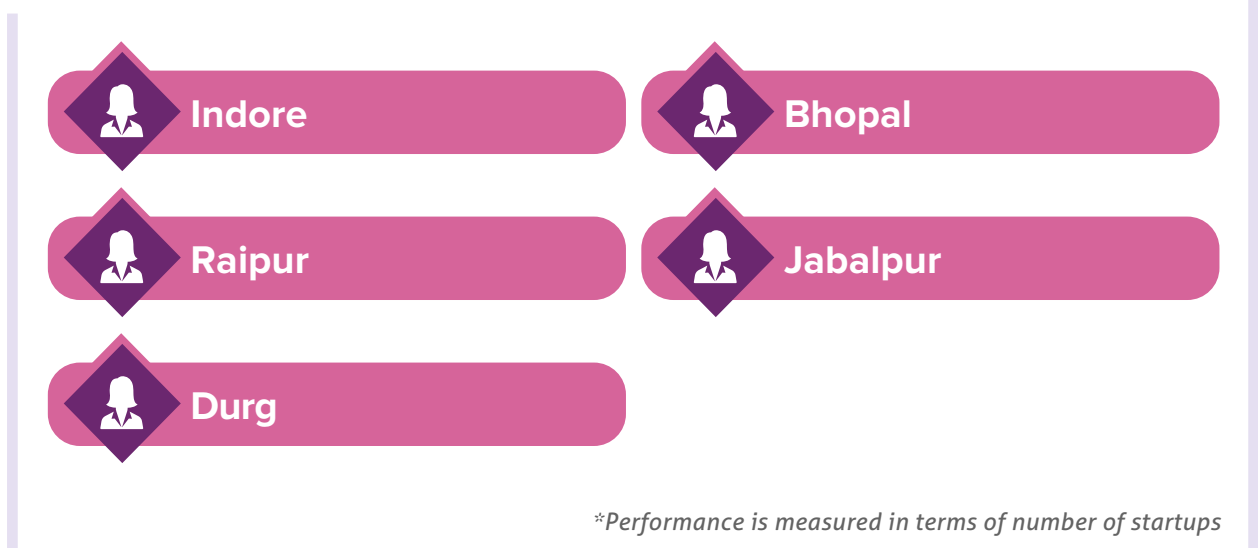 Indore
Bhopal
Raipur
Jabalpur
Durg
*Performance is measured in terms of number of startups